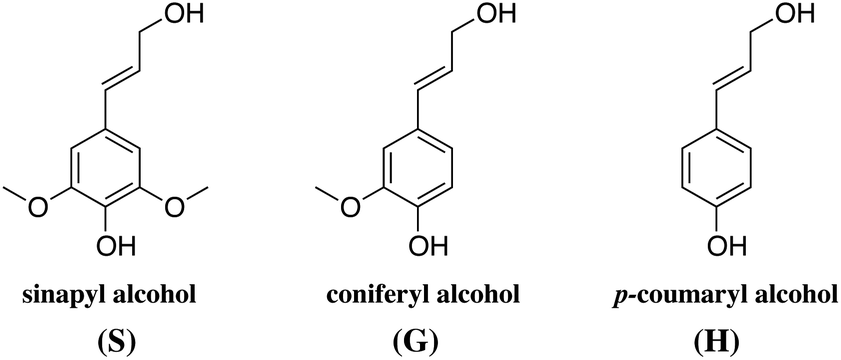 OH OH OH
O O O
OH OH OH
sinapyl alcohol coniferyl alcohol p-coumaryl alcohol
(S) (G) (H)